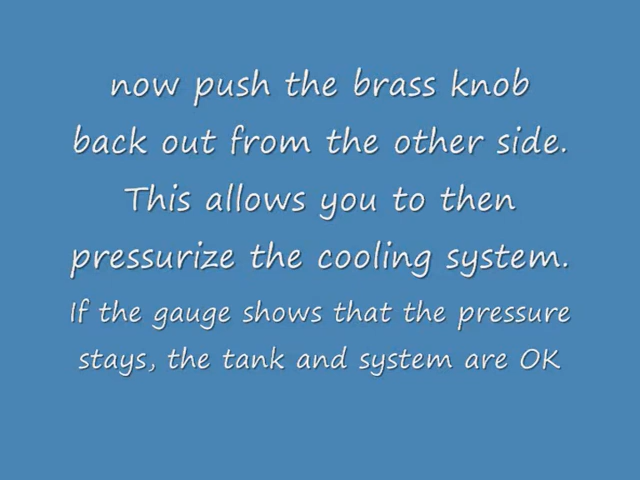 now push the brass knob
back out from the other side.
This allows you to then
pressurize the cooling system.
If the gauge shows that the pressure
stays, the tank and system are OK